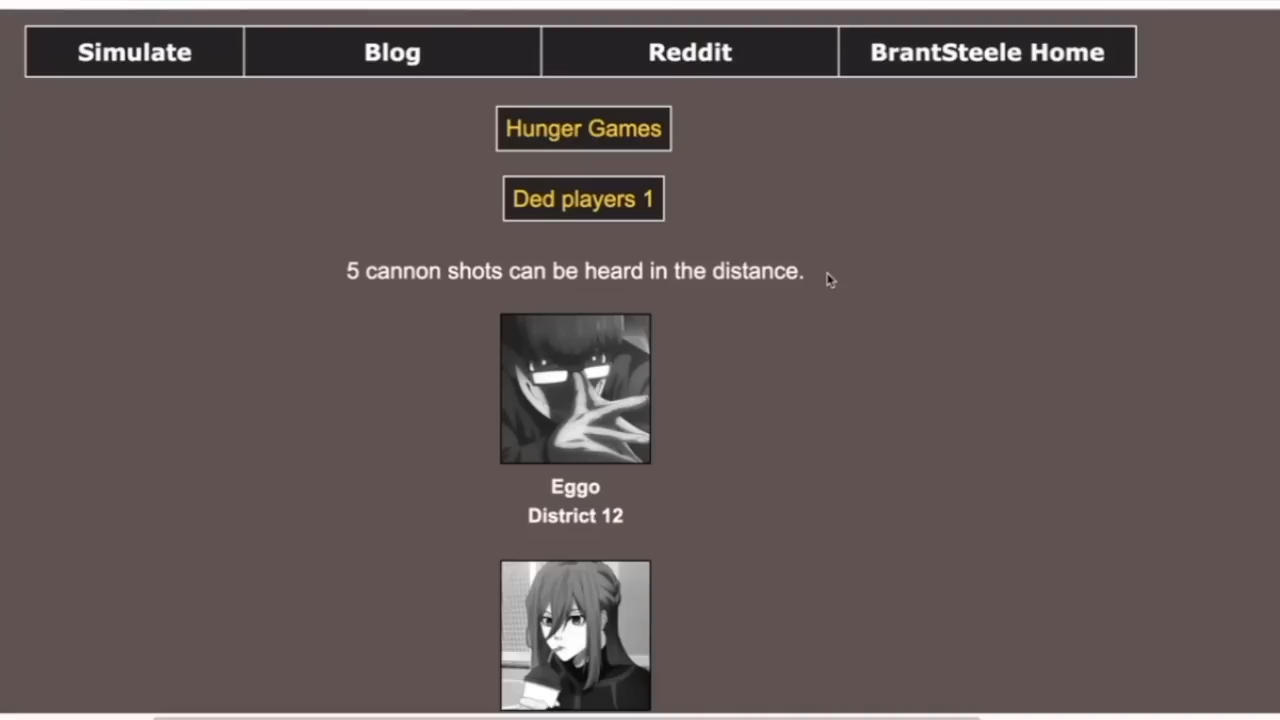 Simulate Blog Reddit BrantSteele Home
Hunger Games
Ded players 1
5 cannon shots can be heard in the distance.
Eggo
District 12